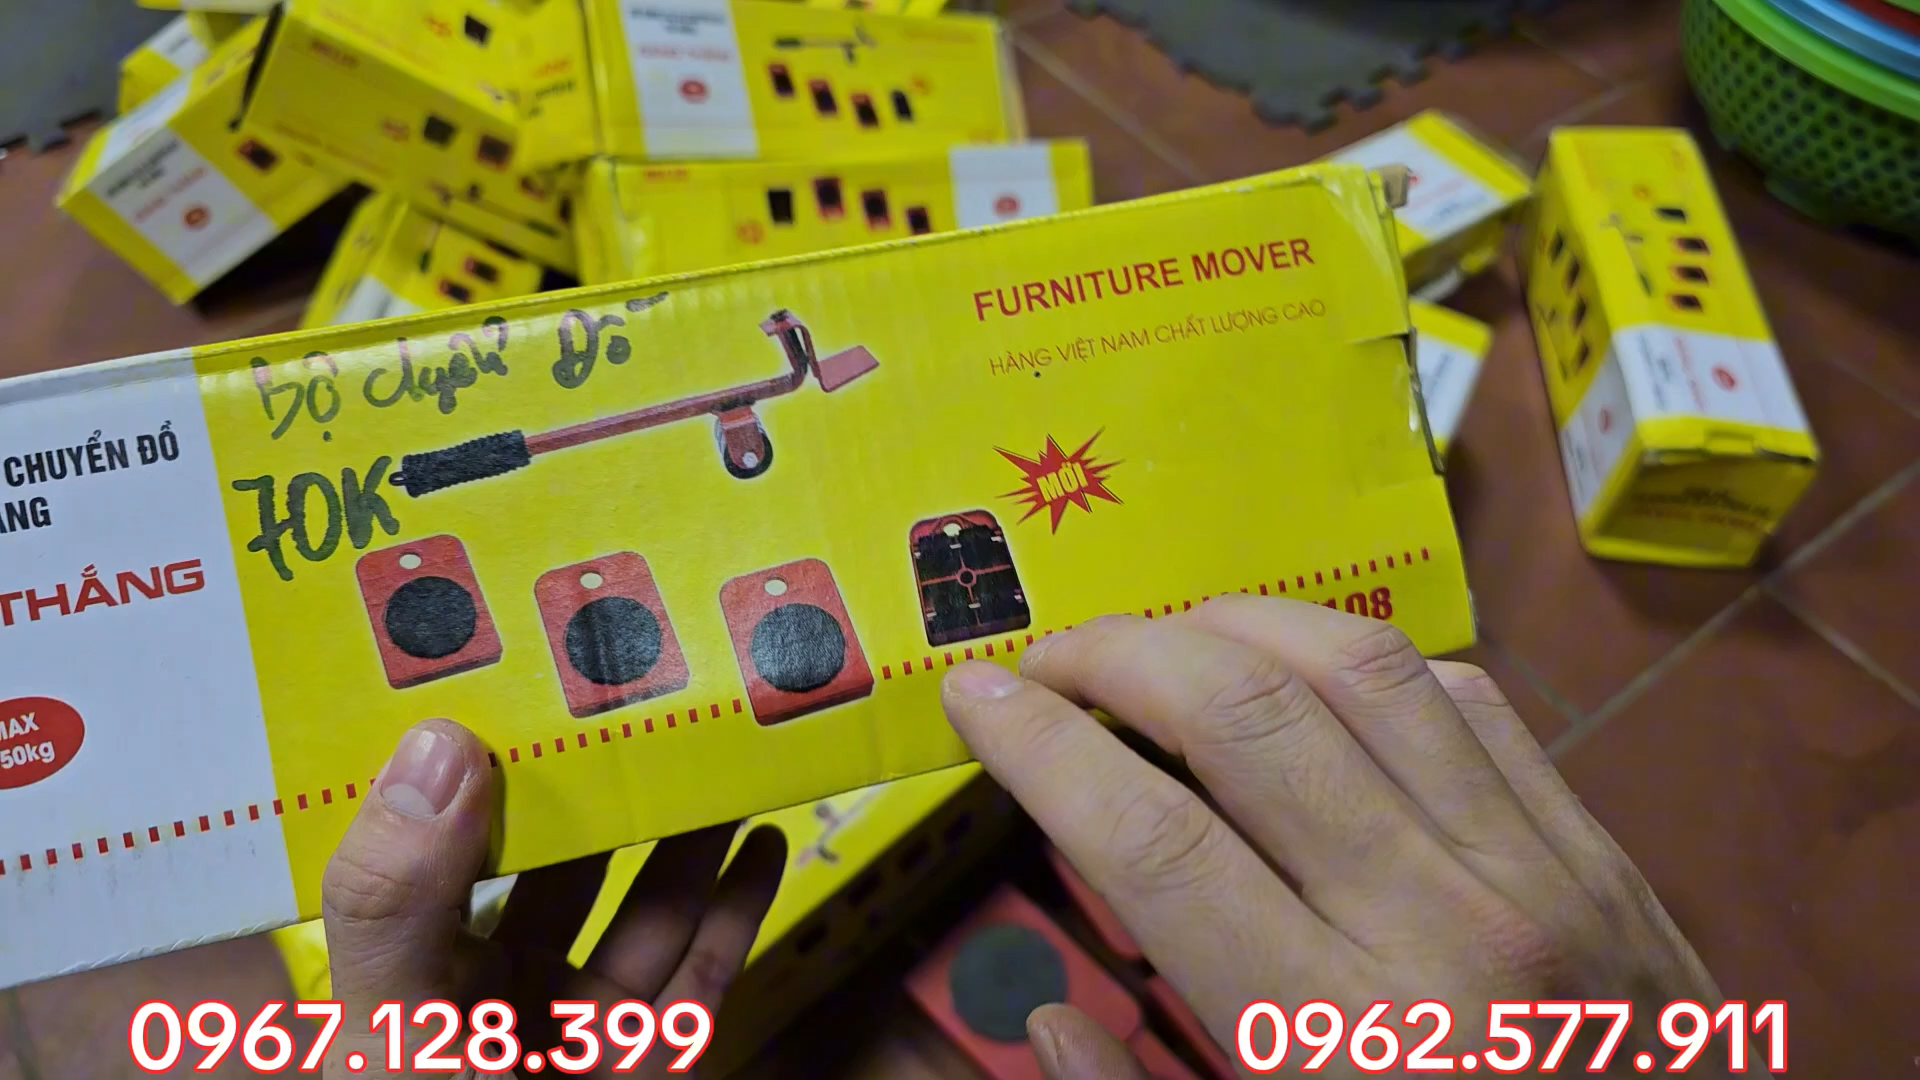 FURNITURE MOVER
HÀNG VIỆT NAM CHẤT LƯỢNG CAO
Bộ chuyển Đồ
70K
CHUYỂN ĐỒ
THẮNG
MỚI
108
MAX
50kg
0967.128.399
0962.577.911